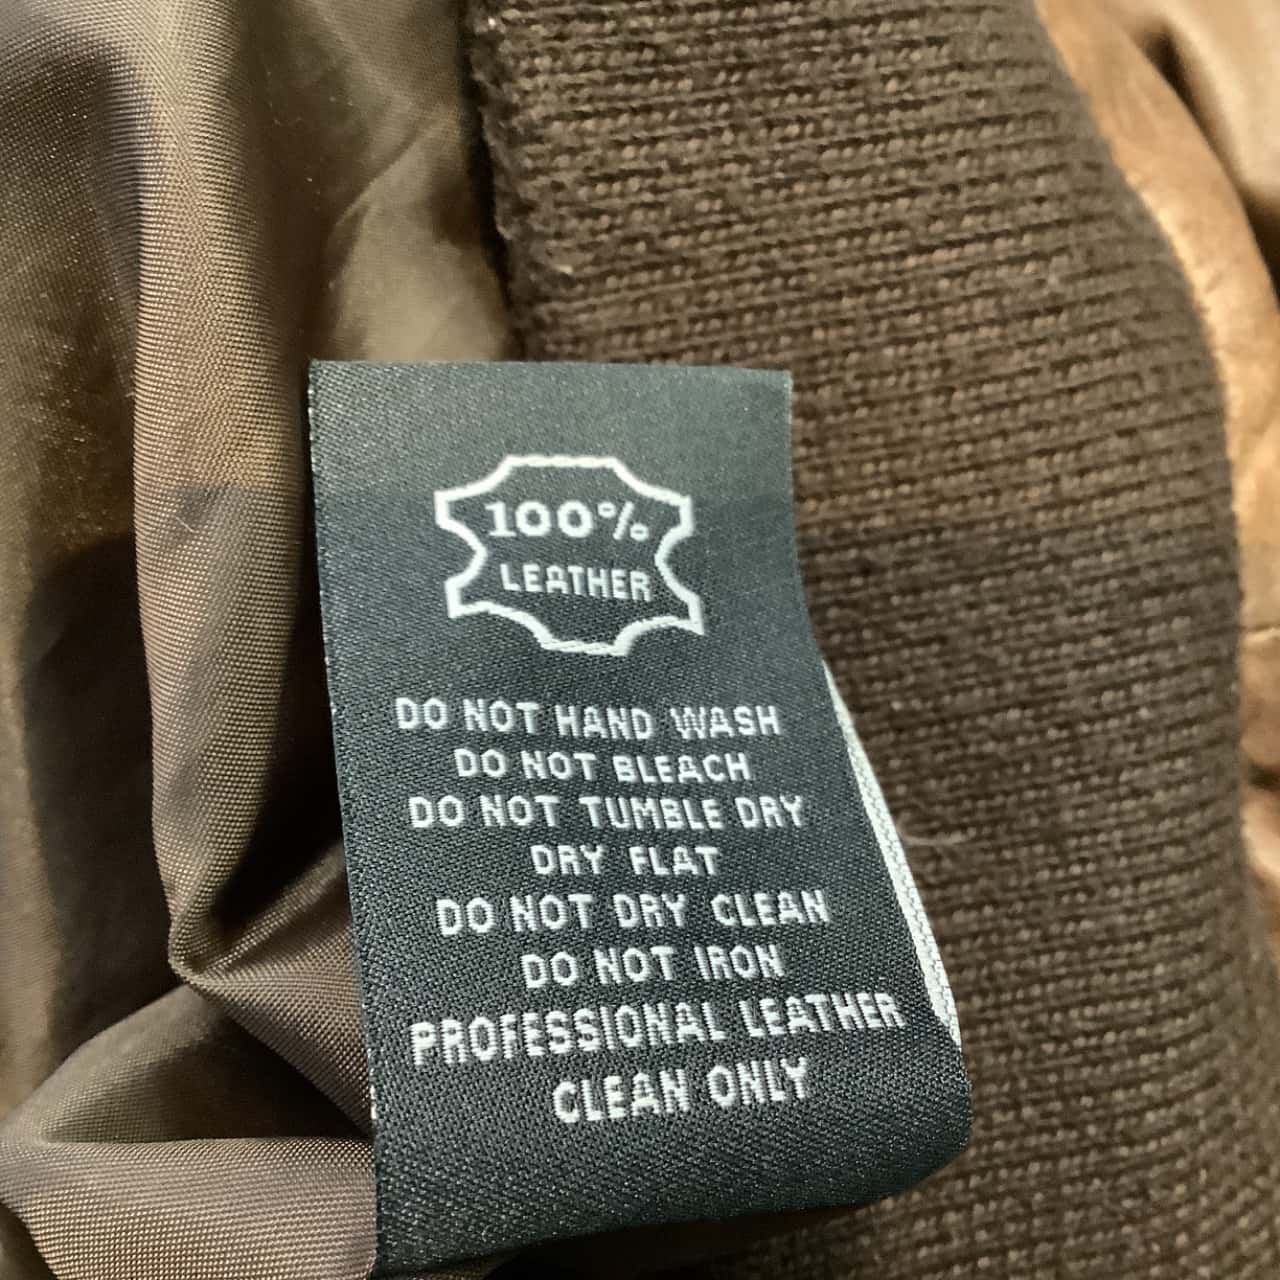 100%
LEATHER
DO NOT HAND WASH
DO NOT BLEACH
DO NOT TUMBLE DRY
DRY FLAT
DO NOT DRY CLEAN
DO NOT IRON
PROFESSIONAL LEATHER
CLEAN ONLY